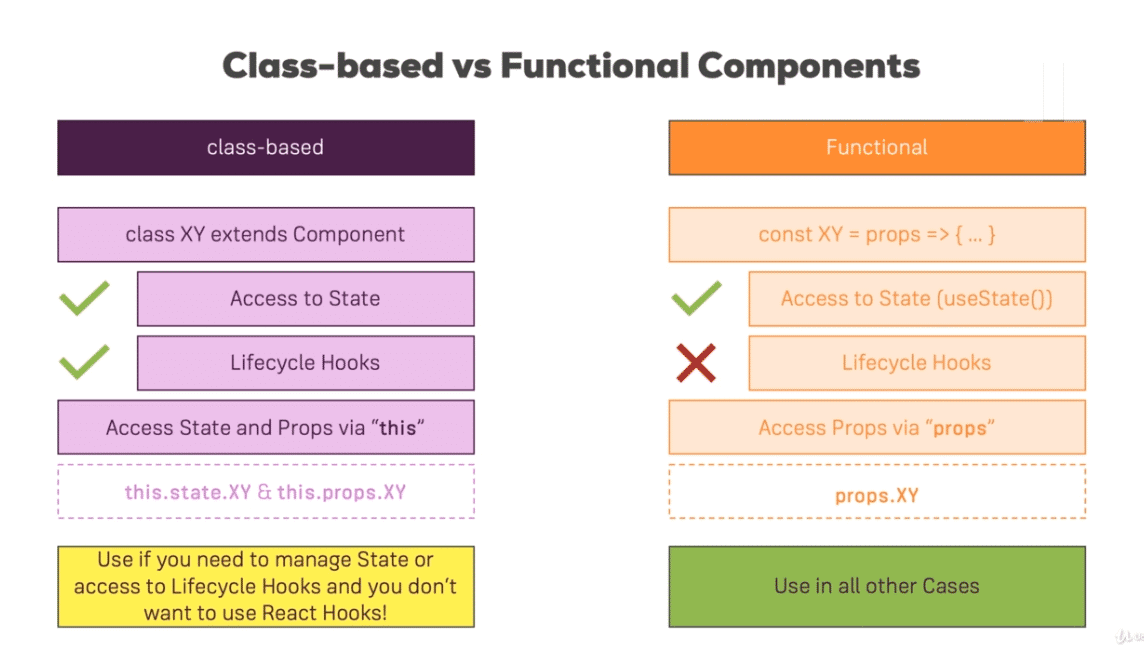 Class-based vs Functional Components
class-based
Functional
class XY extends Component
const XY = props => { ... }
Access to State
Access to State (useState())
Lifecycle Hooks
Lifecycle Hooks
Access State and Props via “this”
Access Props via “props”
this.state.XY & this.props.XY
props.XY
Use if you need to manage State or
access to Lifecycle Hooks and you don’t
want to use React Hooks!
Use in all other Cases